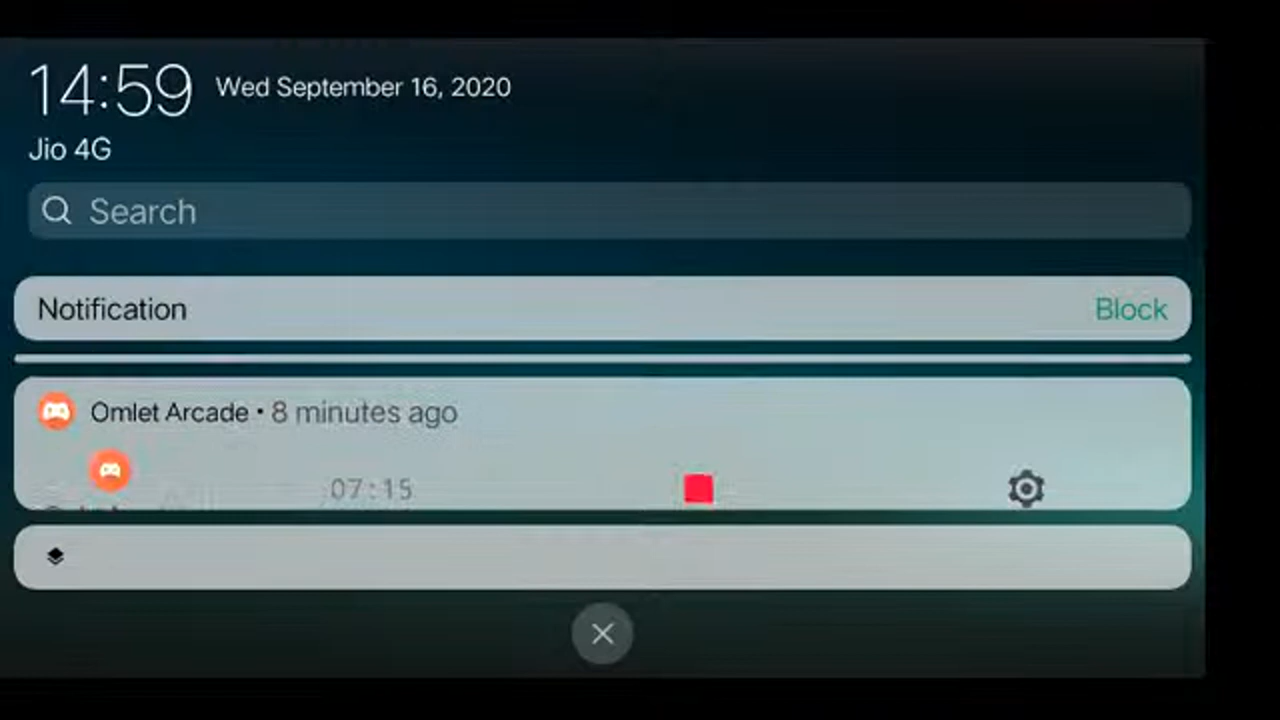 14:59 Wed September 16, 2020
Jio 4G
Search
Notification Block
Omlet Arcade • 8 minutes ago
07:15